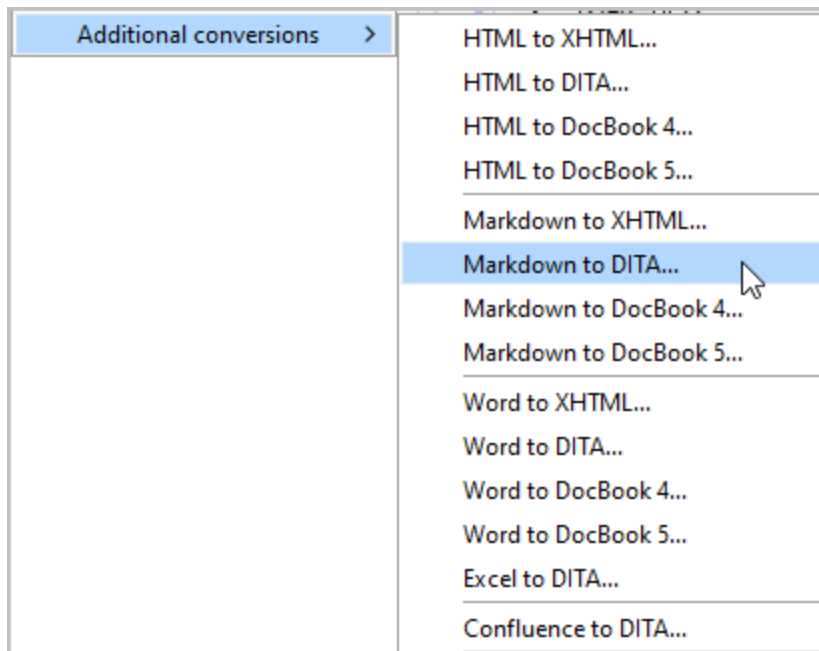 Additional conversions
HTML to XHTML...
HTML to DITA...
HTML to DocBook 4...
HTML to DocBook 5...
Markdown to XHTML...
Markdown to DITA...
Markdown to DocBook 4...
Markdown to DocBook 5...
Word to XHTML...
Word to DITA...
Word to DocBook 4...
Word to DocBook 5...
Excel to DITA...
Confluence to DITA...